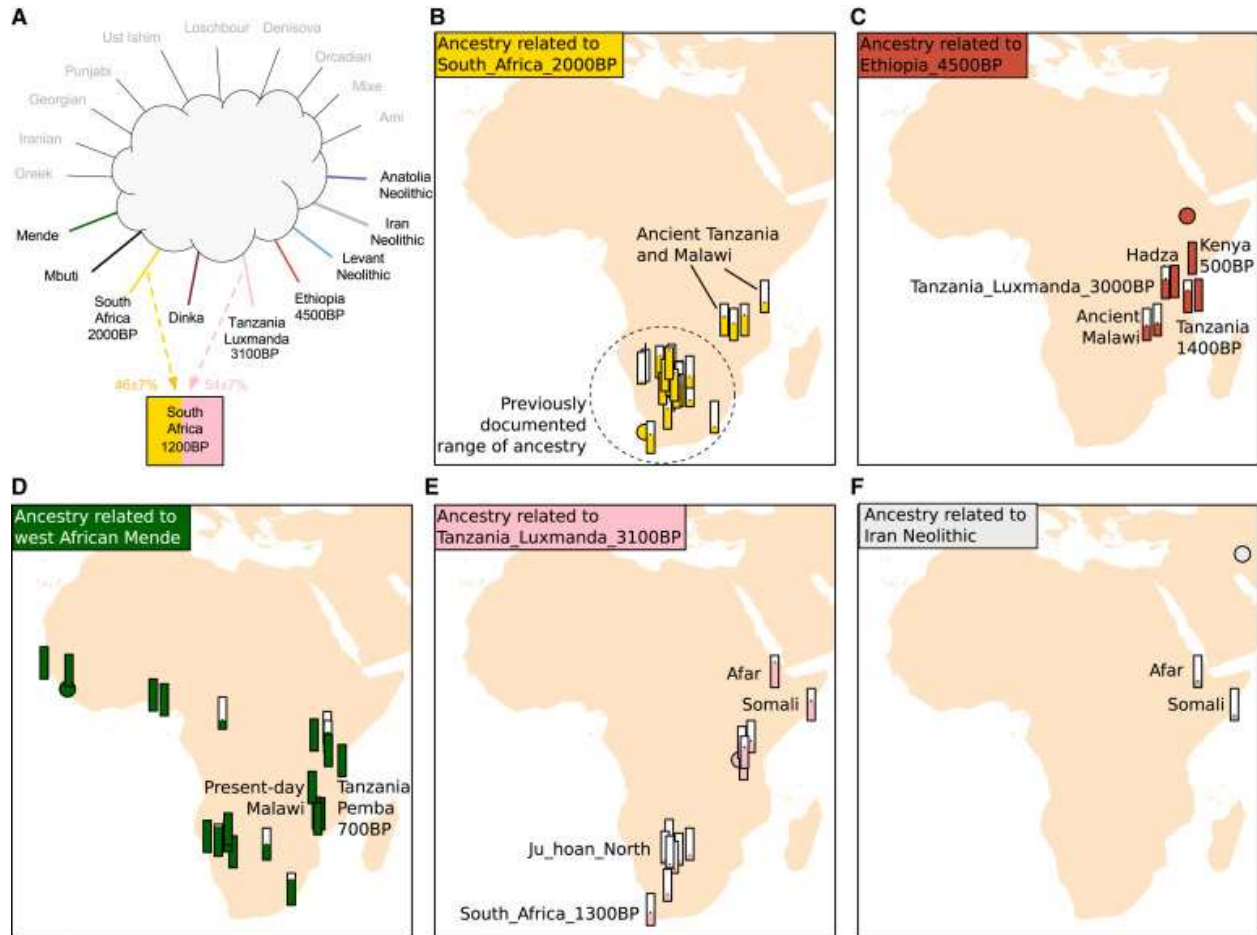 A
Loschbour
Denisova
Ust Ishim
Orcadian
Punjabi
Mixe
Georgian
Ami
Iranian
Greek
Anatolia
Neolithic
Mende
Iran
Neolithic
Mbuti
Levant
Neolithic
South
Africa
2000BP
Dinka
Tanzania
Luxmanda
3100BP
Ethiopia
4500BP
46±7%
54±7%
South
Africa
1200BP
B
Ancestry related to
South_Africa_2000BP
Ancient Tanzania
and Malawi
Previously
documented
range of ancestry
C
Ancestry related to
Ethiopia_4500BP
Hadza
Kenya
500BP
Tanzania_Luxmanda_3000BP
Ancient
Malawi
Tanzania
1400BP
D
Ancestry related to
west African Mende
Present-day
Malawi
Tanzania
Pemba
700BP
E
Ancestry related to
Tanzania_Luxmanda_3100BP
Afar
Somali
Ju_hoan_North
South_Africa_1300BP
F
Ancestry related to
Iran Neolithic
Afar
Somali